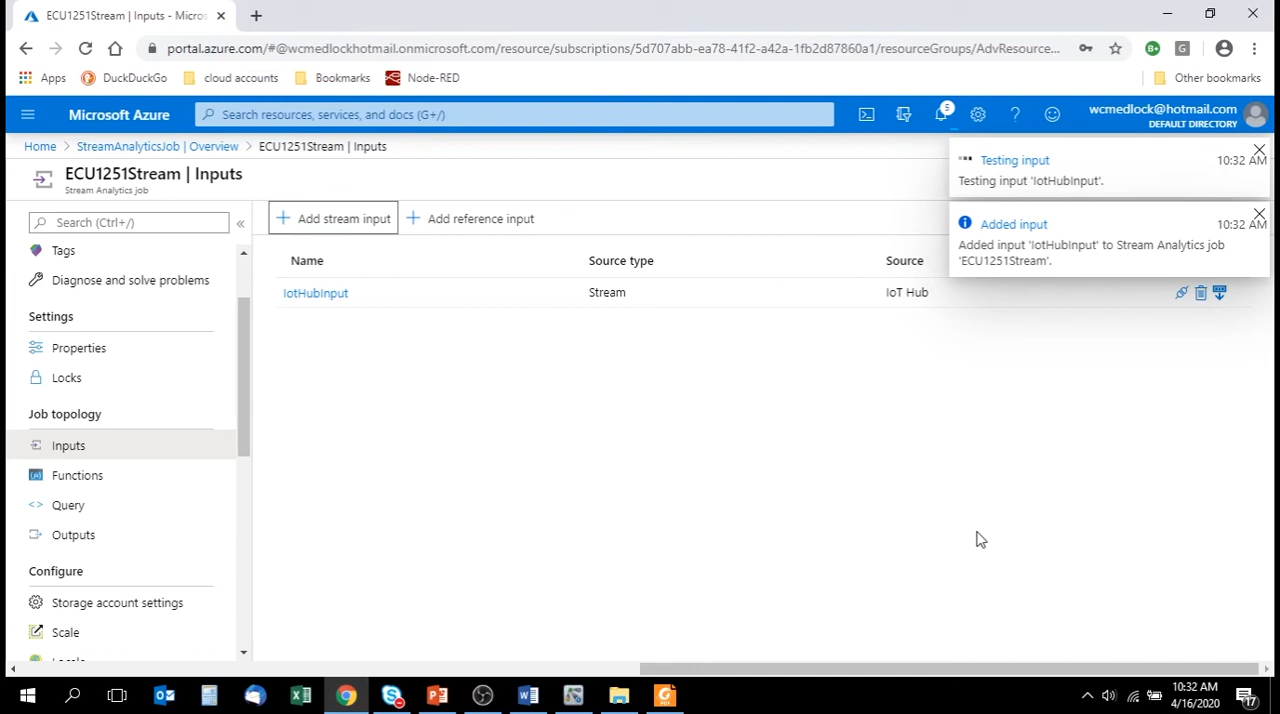 ECU1251Stream | Inputs - Micros
portal.azure.com/#@wcmedlockhotmail.onmicrosoft.com/resource/subscriptions/5d707abb-ea78-41f2-a42a-1fb2d87860a1/resourceGroups/AdvResource...
Apps DuckDuckGo cloud accounts Bookmarks Node-RED Other bookmarks
Microsoft Azure
Search resources, services, and docs (G+/)
5
wcmedlock@hotmail.com
DEFAULT DIRECTORY
Home > StreamAnalyticsJob | Overview > ECU1251Stream | Inputs
ECU1251Stream | Inputs
Stream Analytics job
Testing input 10:32 AM
Testing input 'IotHubInput'.
Added input 10:32 AM
Added input 'IotHubInput' to Stream Analytics job
'ECU1251Stream'.
Search (Ctrl+/)
Tags
Diagnose and solve problems
Settings
Properties
Locks
Job topology
Inputs
Functions
Query
Outputs
Configure
Storage account settings
Scale
Add stream input Add reference input
Name Source type Source
IotHubInput Stream IoT Hub
10:32 AM
4/16/2020
17